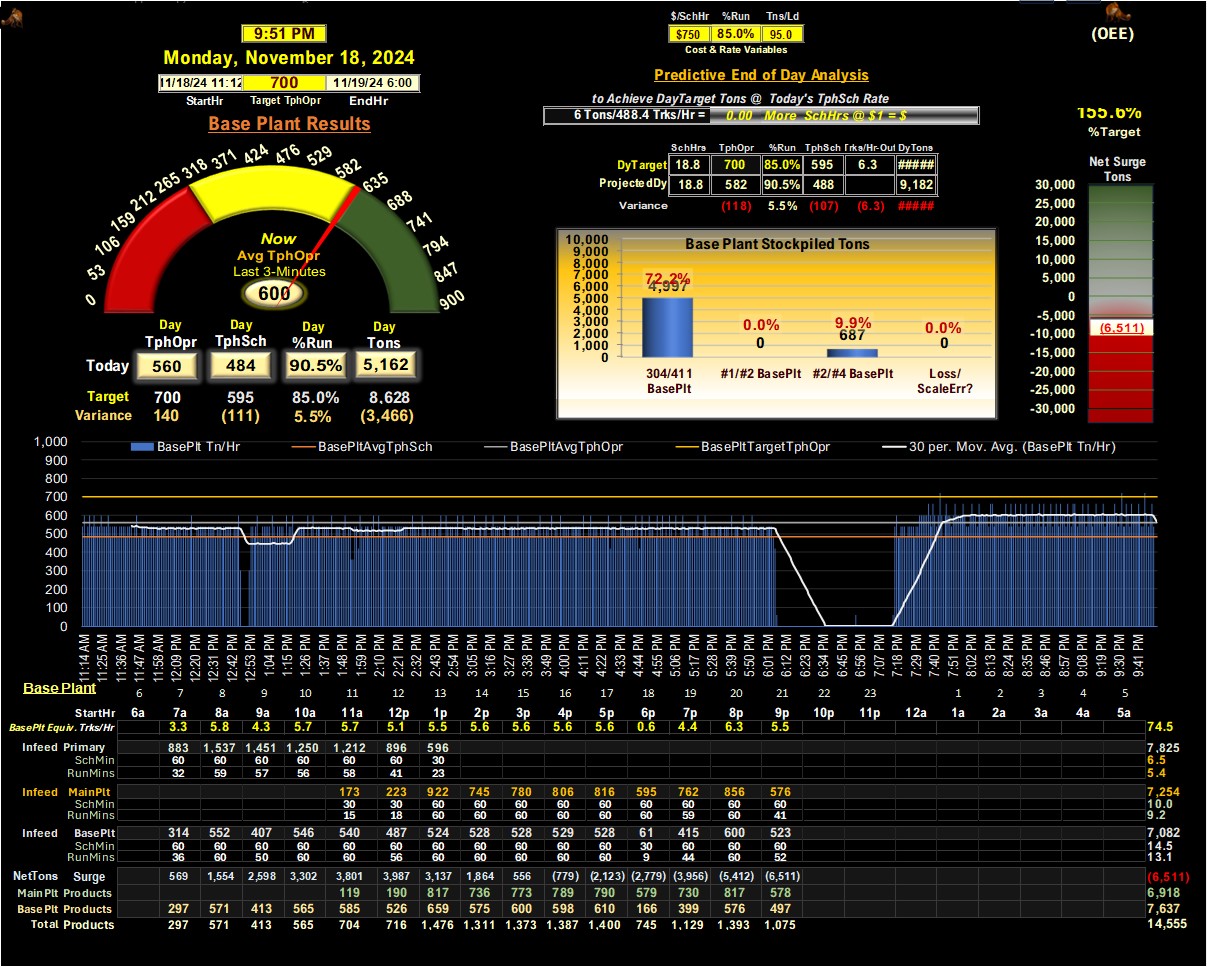 $/SchHr %Run Tns/Ld
9:51 PM
$750 85.0% 95.0
(OEE)
Cost & Rate Variables
Monday, November 18, 2024
Predictive End of Day Analysis
11/18/24 11:12 700 11/19/24 6:00
StartHr Target TphOpr EndHr
to Achieve DayTarget Tons @ Today's TphSch Rate
6 Tons/488.4 Trks/Hr = 0.00 More SchHrs @ $1 = $
155.6%
%Target
Base Plant Results
SchHrs TphOpr %Run TphSch Trks/Hr-Out DyTons
DyTarget 18.8 700 85.0% 595 6.3 #####
ProjectedDy 18.8 582 90.5% 488 9,182
Variance (118) 5.5% (107) (6.3) #####
0 53 106 159 212 265 318 371 424 476 529 582 635 688 741 794 847 900
Now
Avg TphOpr
Last 3-Minutes
600
Day TphOpr Day TphSch Day %Run Day Tons
Today 560 484 90.5% 5,162
Target 700 595 85.0% 8,628
Variance 140 (111) 5.5% (3,466)
Base Plant Stockpiled Tons
10,000
9,000
8,000
7,000
6,000
5,000
4,000
3,000
2,000
1,000
0
72.2% 0.0% 9.9% 0.0%
4,997 0 687 0
304/411 BasePlt #1/#2 BasePlt #2/#4 BasePlt Loss/ ScaleErr?
Net Surge
Tons
30,000
25,000
20,000
15,000
10,000
5,000
0
-5,000
-10,000
-15,000
-20,000
-25,000
-30,000
(6,511)
BasePlt Tn/Hr BasePltAvgTphSch BasePltAvgTphOpr BasePltTargetTphOpr 30 per. Mov. Avg. (BasePlt Tn/Hr)
1,000
900
800
700
600
500
400
300
200
100
0
11:14 AM 11:25 AM 11:36 AM 11:47 AM 11:58 AM 12:09 PM 12:20 PM 12:31 PM 12:42 PM 12:53 PM 1:04 PM 1:15 PM 1:26 PM 1:37 PM 1:48 PM 1:59 PM 2:10 PM 2:21 PM 2:32 PM 2:43 PM 2:54 PM 3:05 PM 3:16 PM 3:27 PM 3:38 PM 3:49 PM 4:00 PM 4:11 PM 4:22 PM 4:33 PM 4:44 PM 4:55 PM 5:06 PM 5:17 PM 5:28 PM 5:39 PM 5:50 PM 6:01 PM 6:12 PM 6:23 PM 6:34 PM 6:45 PM 6:56 PM 7:07 PM 7:18 PM 7:29 PM 7:40 PM 7:51 PM 8:02 PM 8:13 PM 8:24 PM 8:35 PM 8:46 PM 8:57 PM 9:08 PM 9:19 PM 9:30 PM 9:41 PM
Base Plant 6 7 8 9 10 11 12 13 14 15 16 17 18 19 20 21 22 23 1 2 3 4 5
StartHr 6a 7a 8a 9a 10a 11a 12p 1p 2p 3p 4p 5p 6p 7p 8p 9p 10p 11p 12a 1a 2a 3a 4a 5a
BasePlt Equiv. Trks/Hr 3.3 5.8 4.3 5.7 5.7 5.1 5.5 5.6 5.6 5.6 5.6 0.6 4.4 6.3 5.5 74.5
Infeed Primary 883 1,537 1,451 1,250 1,212 896 596 7,825
SchMin 60 60 60 60 60 60 30 6.5
RunMins 32 59 57 56 58 41 23 5.4
Infeed MainPlt 173 223 922 745 780 806 816 595 762 856 576 7,254
SchMin 30 30 60 60 60 60 60 60 60 60 60 10.0
RunMins 15 18 60 60 60 60 60 60 59 60 41 9.2
Infeed BasePlt 314 552 407 546 540 487 524 528 528 529 528 61 415 600 523 7,082
SchMin 60 60 60 60 60 60 60 60 60 60 60 30 60 60 60 14.5
RunMins 36 60 50 60 60 56 60 60 60 60 60 9 44 60 52 13.1
NetTons Surge 569 1,554 2,598 3,302 3,801 3,987 3,137 1,864 556 (779) (2,123) (2,779) (3,956) (5,412) (6,511) (6,511)
MainPlt Products 119 190 817 736 773 789 790 579 730 817 578 6,918
BasePlt Products 297 571 413 565 585 526 659 575 600 598 610 166 399 576 497 7,637
Total Products 297 571 413 565 704 716 1,476 1,311 1,373 1,387 1,400 745 1,129 1,393 1,075 14,555